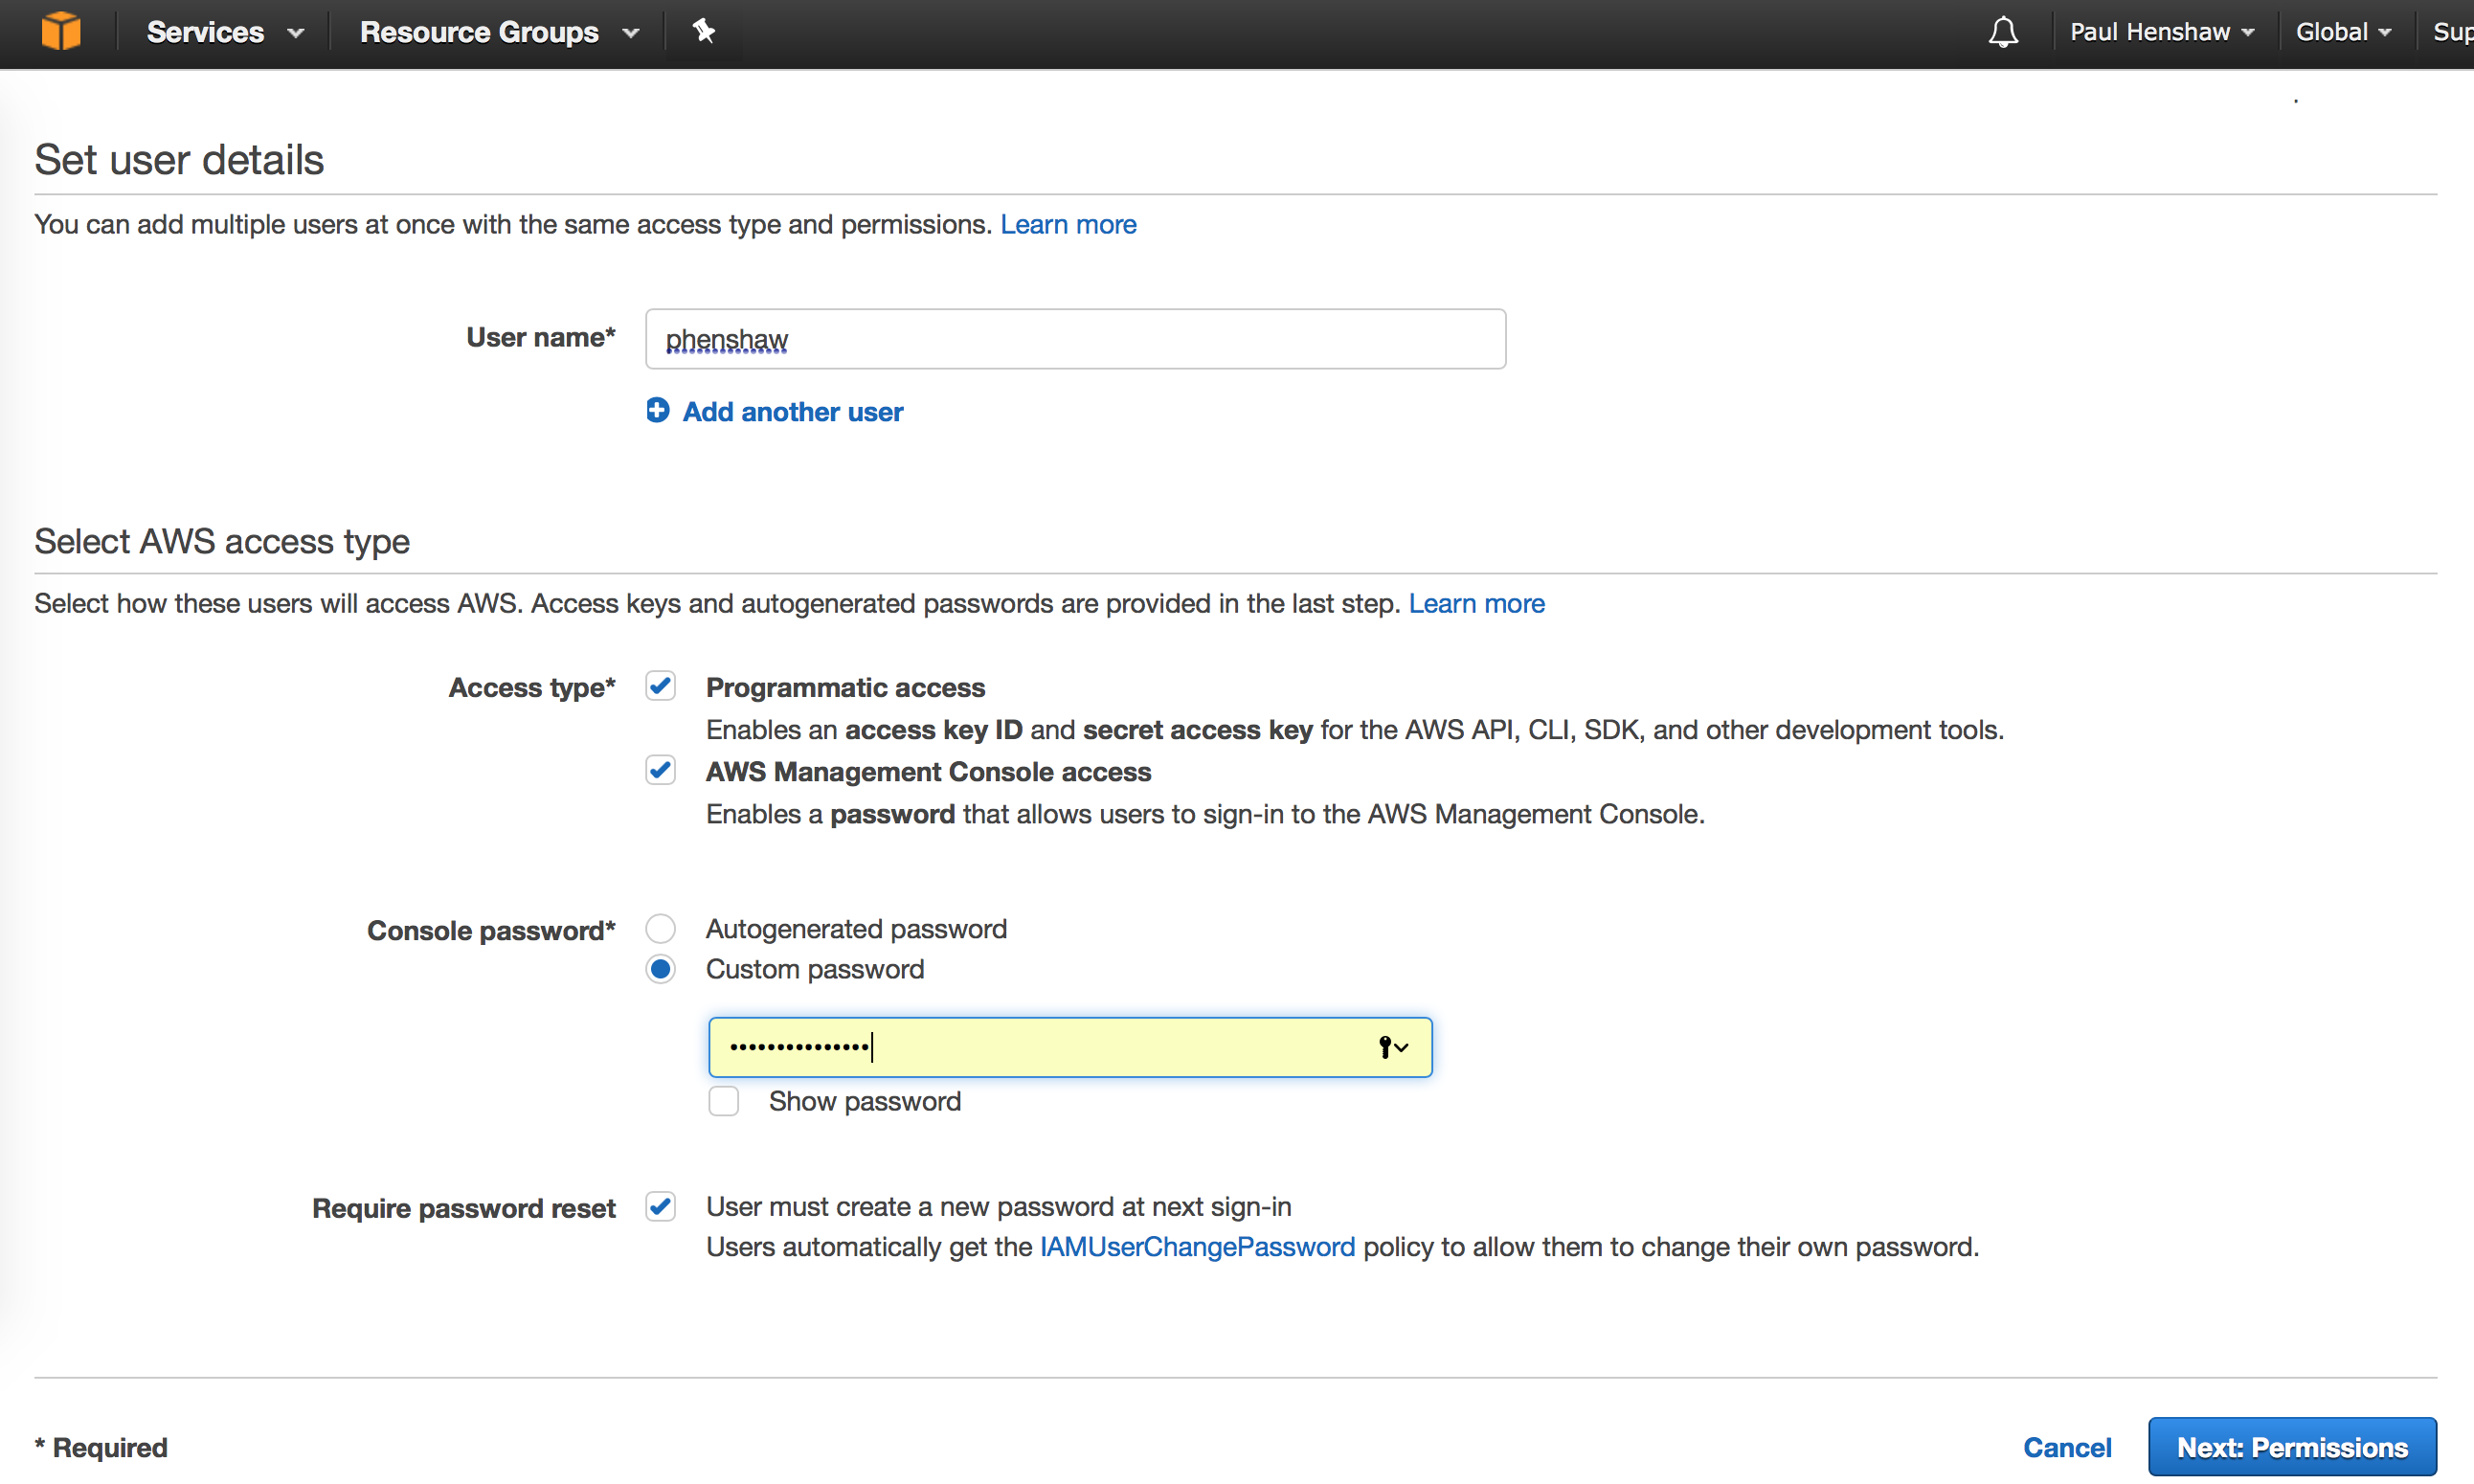 Services Resource Groups Paul Henshaw Global Sup
Set user details
You can add multiple users at once with the same access type and permissions. Learn more
User name* phenshaw
Add another user
Select AWS access type
Select how these users will access AWS. Access keys and autogenerated passwords are provided in the last step. Learn more
Access type* Programmatic access
Enables an access key ID and secret access key for the AWS API, CLI, SDK, and other development tools.
AWS Management Console access
Enables a password that allows users to sign-in to the AWS Management Console.
Console password* Autogenerated password
Custom password
•••••••••••••••
Show password
Require password reset User must create a new password at next sign-in
Users automatically get the IAMUserChangePassword policy to allow them to change their own password.
* Required Cancel Next: Permissions